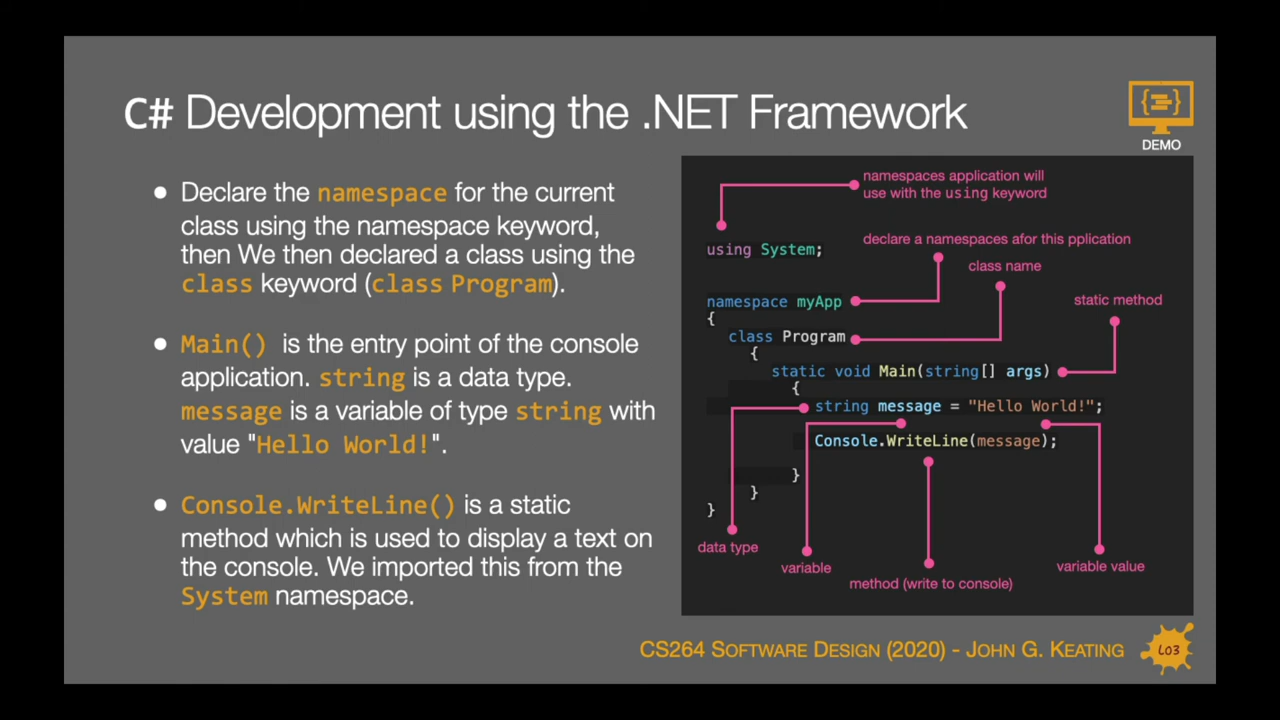 C# Development using the .NET Framework
DEMO
● Declare the namespace for the current
class using the namespace keyword,
then We then declared a class using the
class keyword (class Program).
● Main() is the entry point of the console
application. string is a data type.
message is a variable of type string with
value "Hello World!".
● Console.WriteLine() is a static
method which is used to display a text on
the console. We imported this from the
System namespace.
namespaces application will
use with the using keyword
using System;
declare a namespaces afor this pplication
class name
static method
namespace myApp
{
class Program
{
static void Main(string[] args)
{
string message = "Hello World!";
Console.WriteLine(message);
}
}
}
data type
variable
method (write to console)
variable value
CS264 Software Design (2020) - John G. Keating
L03